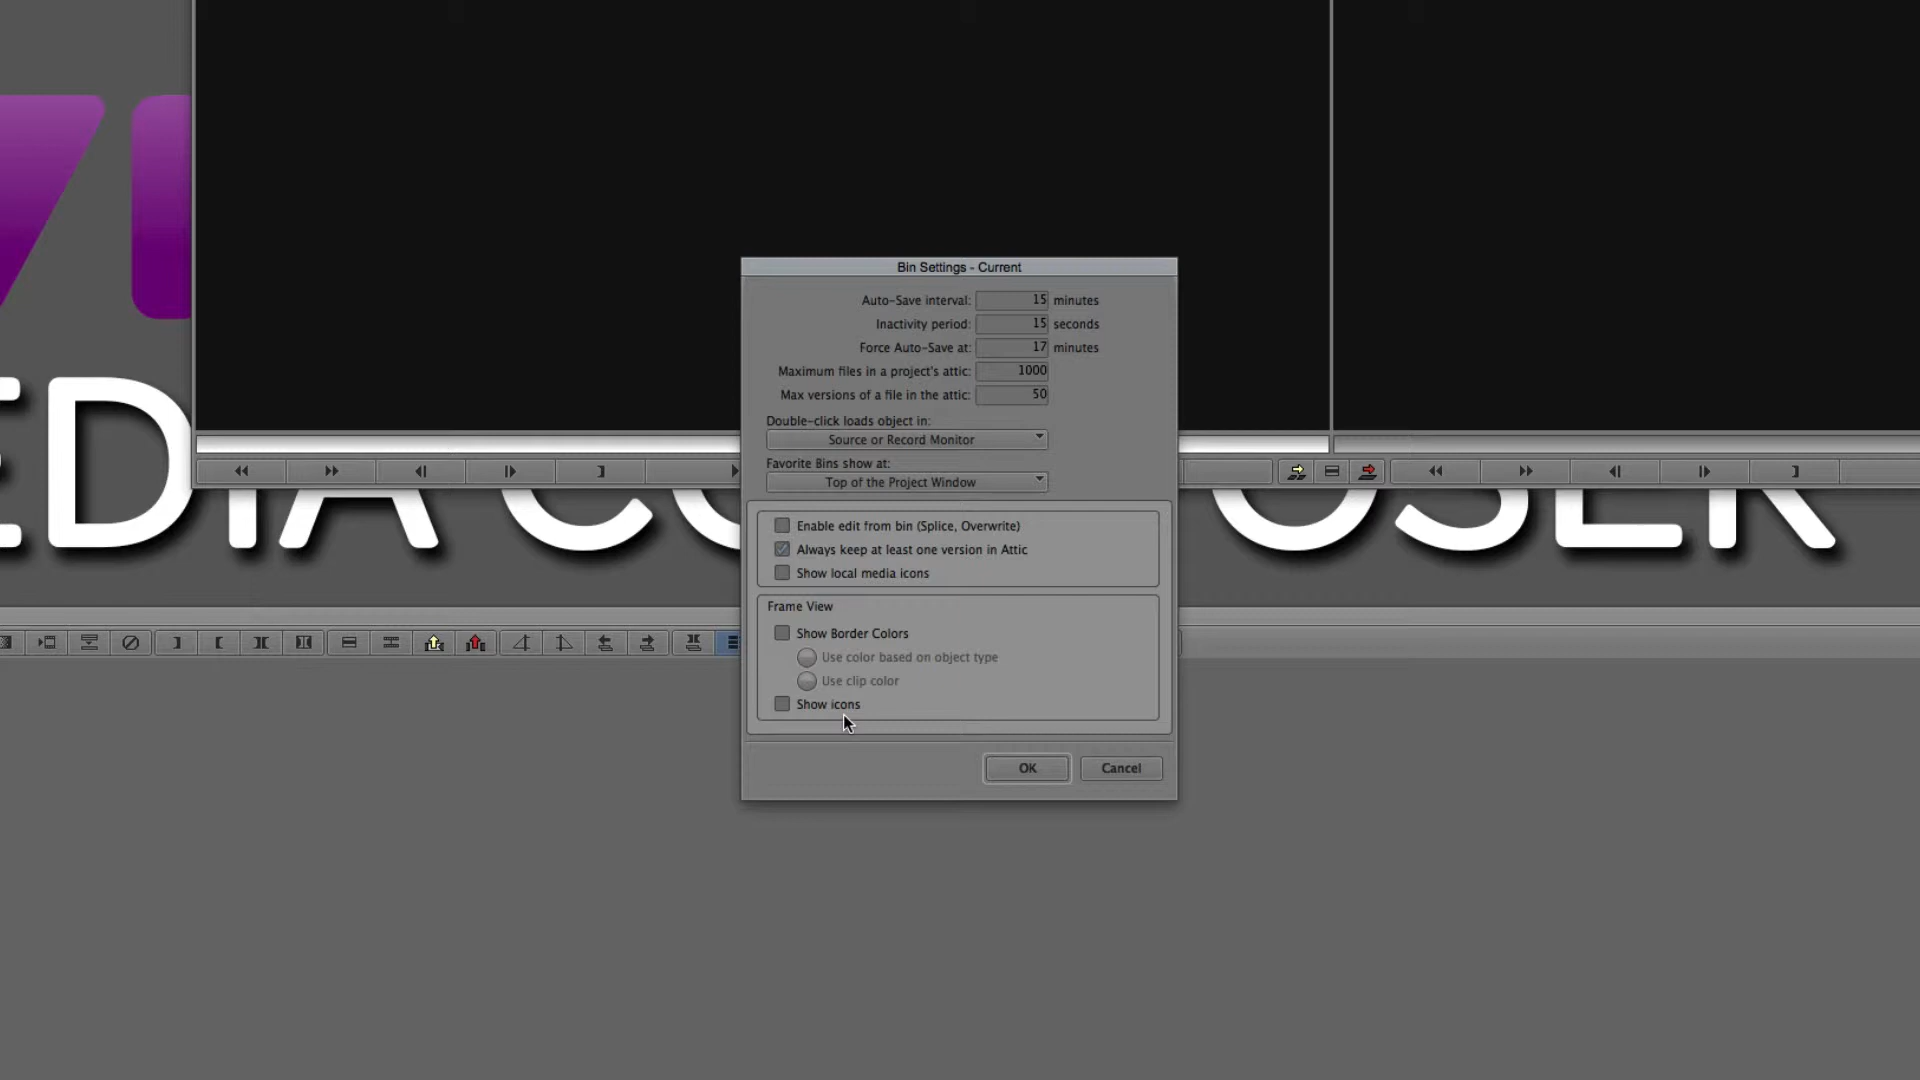 Bin Settings - Current
Auto-Save interval: 15 minutes
Inactivity period: 15 seconds
Force Auto-Save at: 17 minutes
Maximum files in a project's attic: 1000
Max versions of a file in the attic: 50
Double-click loads object in:
Source or Record Monitor
Favorite Bins show at:
Top of the Project Window
Enable edit from bin (Splice, Overwrite)
Always keep at least one version in Attic
Show local media icons
Frame View
Show Border Colors
Use color based on object type
Use clip color
Show icons
OK Cancel
EDIA CO OSER